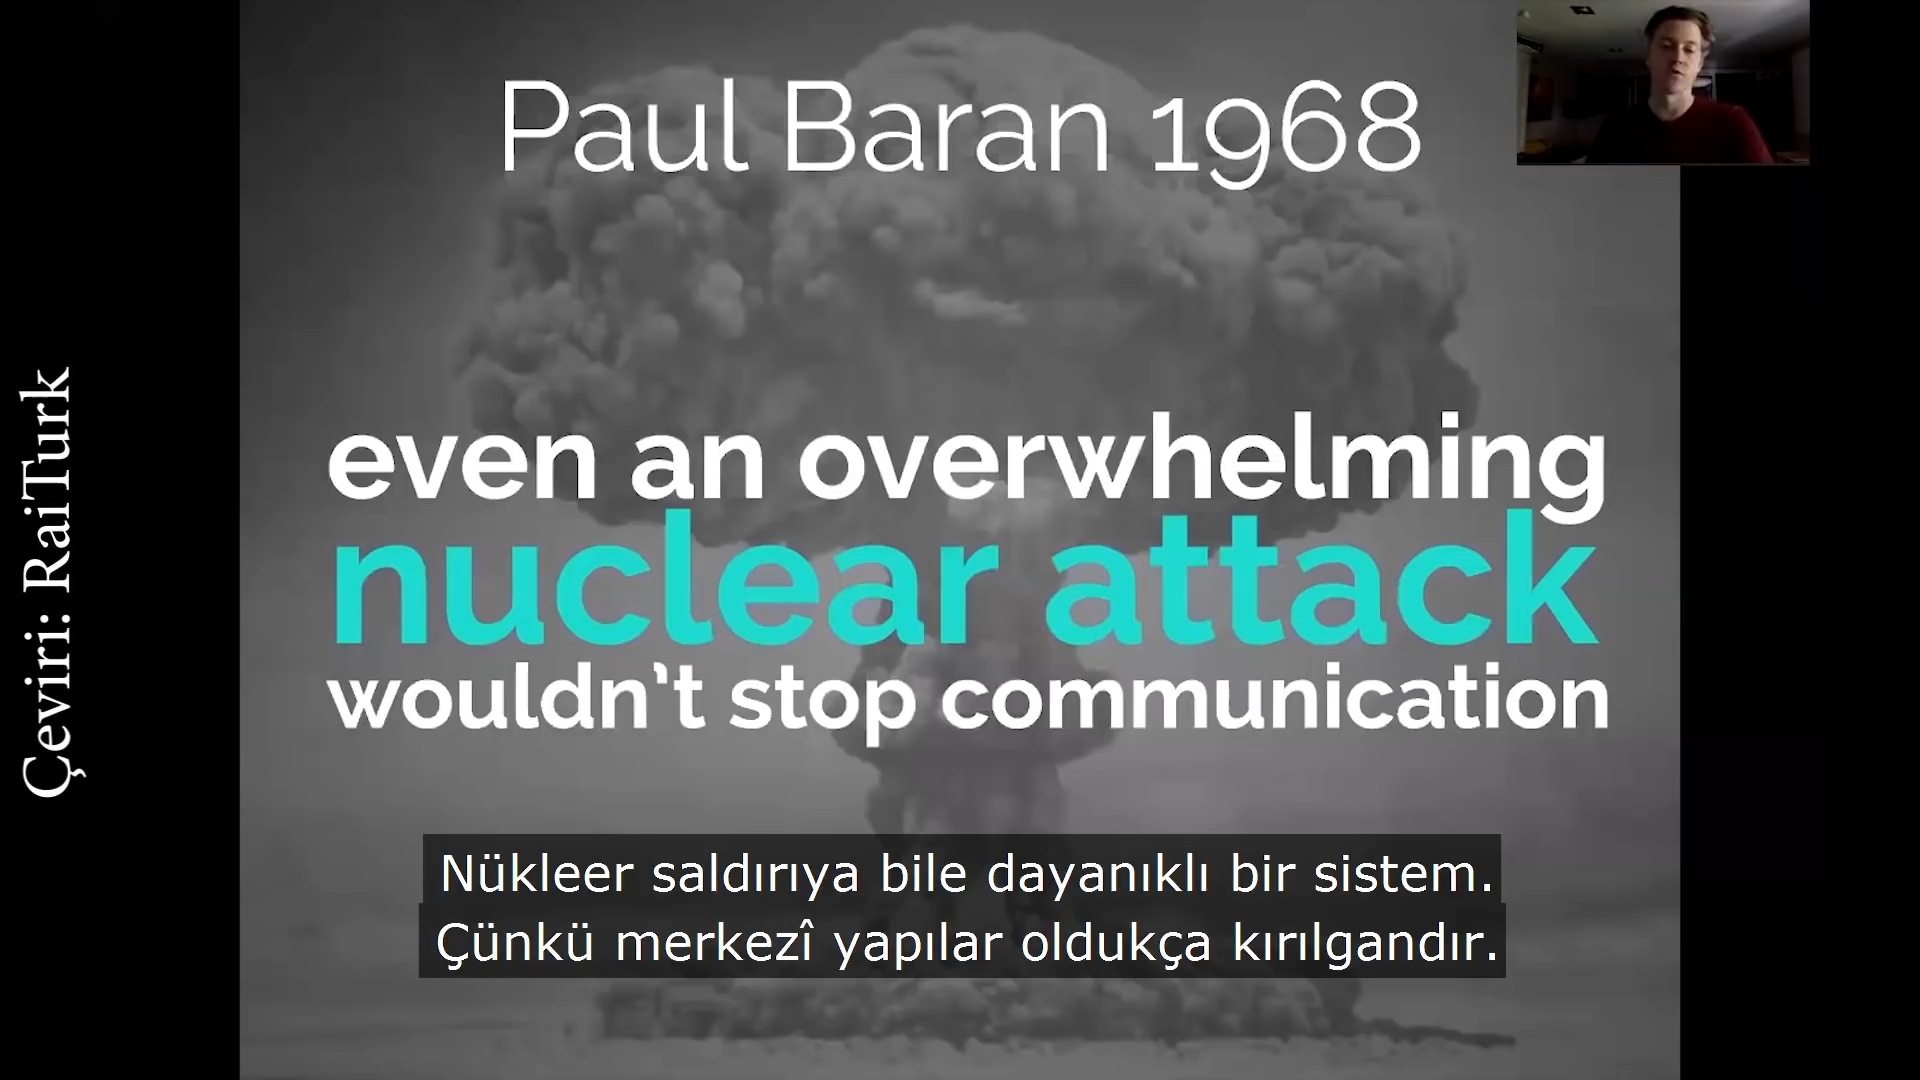 Paul Baran 1968
even an overwhelming
nuclear attack
wouldn't stop communication
Nükleer saldırıya bile dayanıklı bir sistem.
Çünkü merkezî yapılar oldukça kırılgandır.
Çeviri: RaiTurk